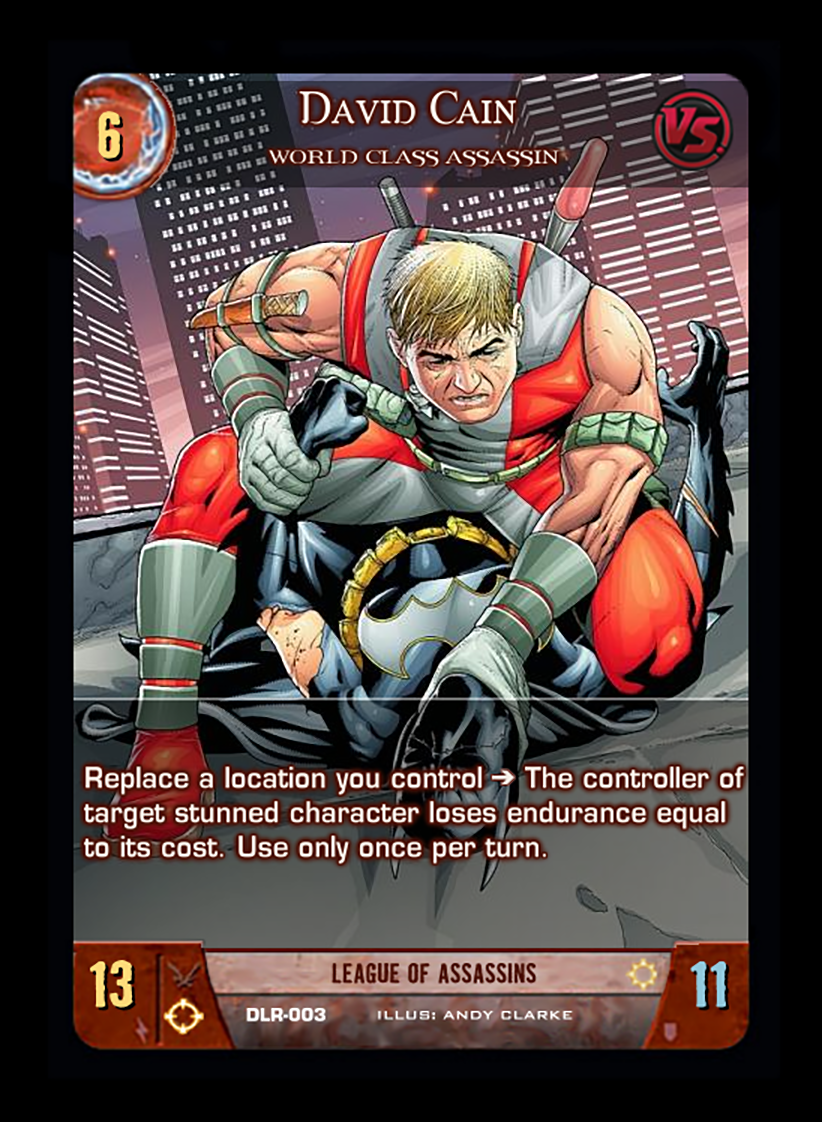 6
DAVID CAIN
VS.
WORLD CLASS ASSASSIN
Replace a location you control ➔ The controller of
target stunned character loses endurance equal
to its cost. Use only once per turn.
13
LEAGUE OF ASSASSINS
11
DLR-003 ILLUS: ANDY CLARKE